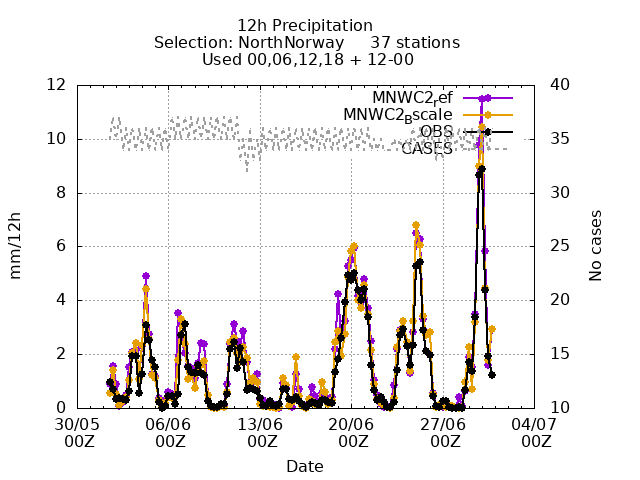 12h Precipitation
Selection: NorthNorway 37 stations
Used 00,06,12,18 + 12-00
12 40
MNWC2ref
MNWC2Bscale
10 OBS 35
CASES
8 30
6 25
4 20
2 15
0 10
mm/12h
No cases
30/05 06/06 13/06 20/06 27/06 04/07
00Z 00Z 00Z 00Z 00Z 00Z
Date